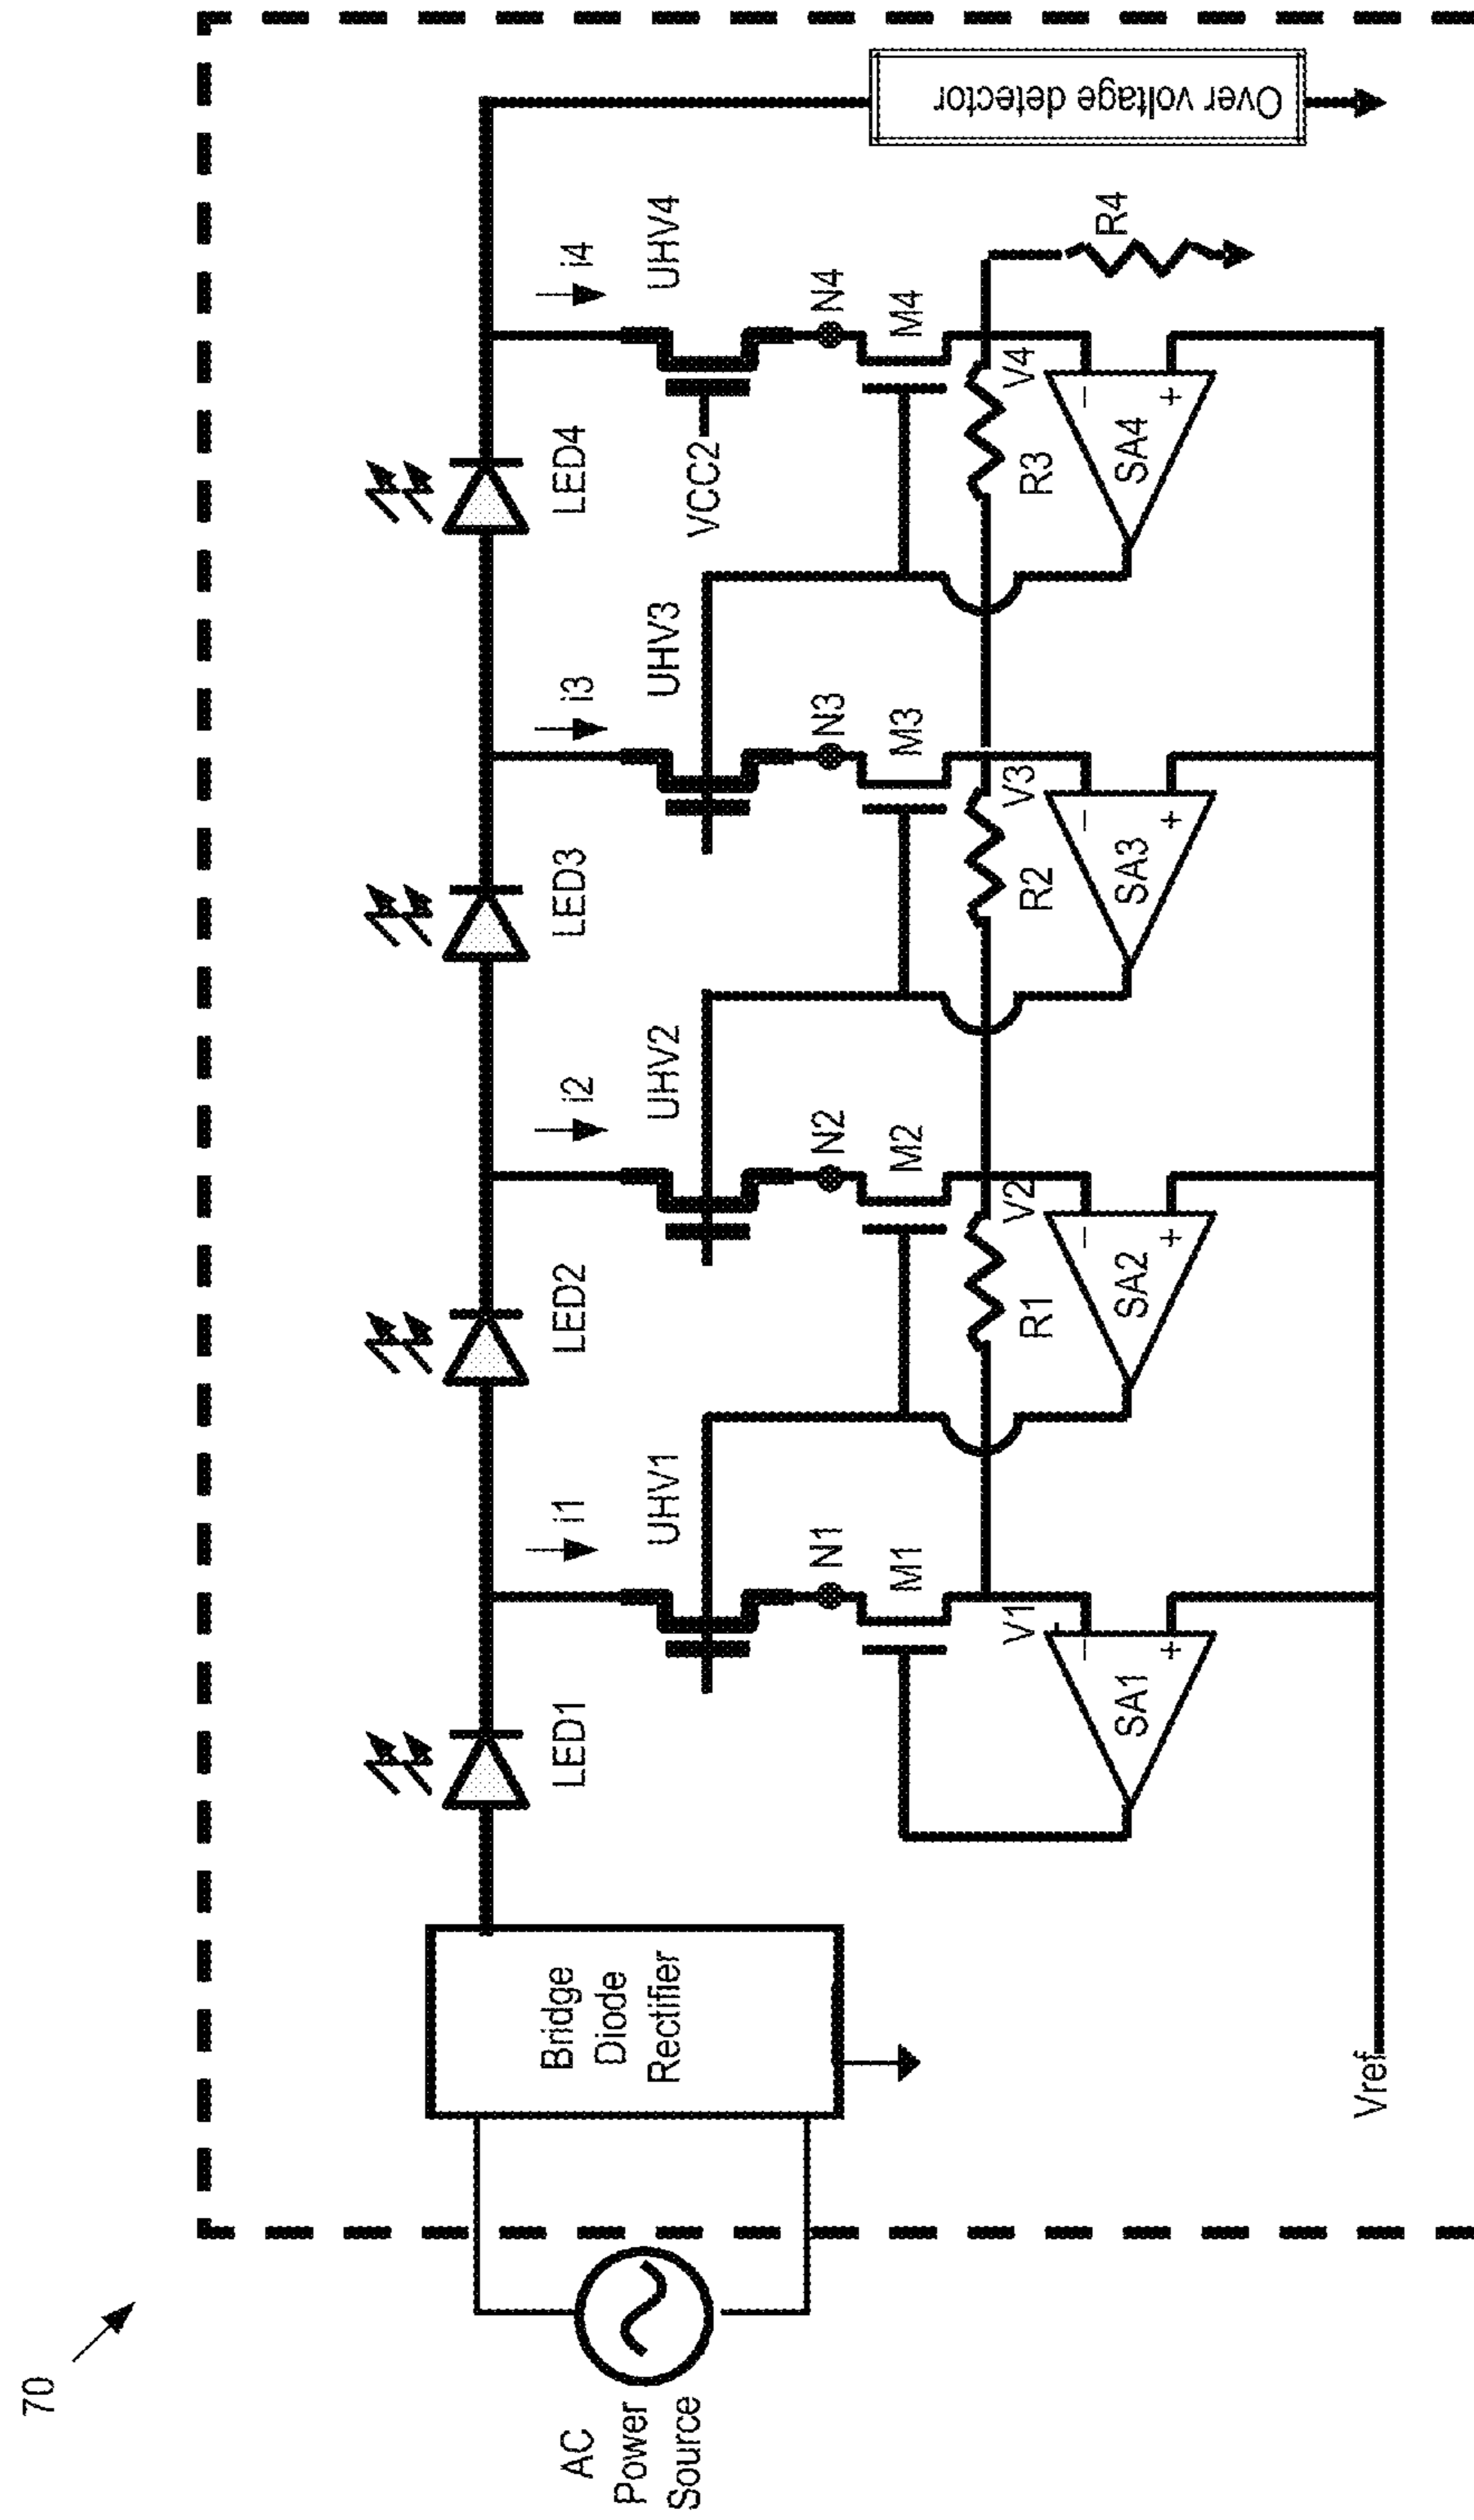 70
AC
Power
Source
Bridge
Diode
Rectifier
LED1
LED2
LED3
LED4
i1
i2
i3
i4
UHV1
UHV2
UHV3
UHV4
VCC2
N1
N2
N3
N4
M1
M2
M3
M4
V1
V2
V3
V4
R1
R2
R3
R4
SA1
SA2
SA3
SA4
−
+
−
+
−
+
−
+
Vref
Over voltage detector